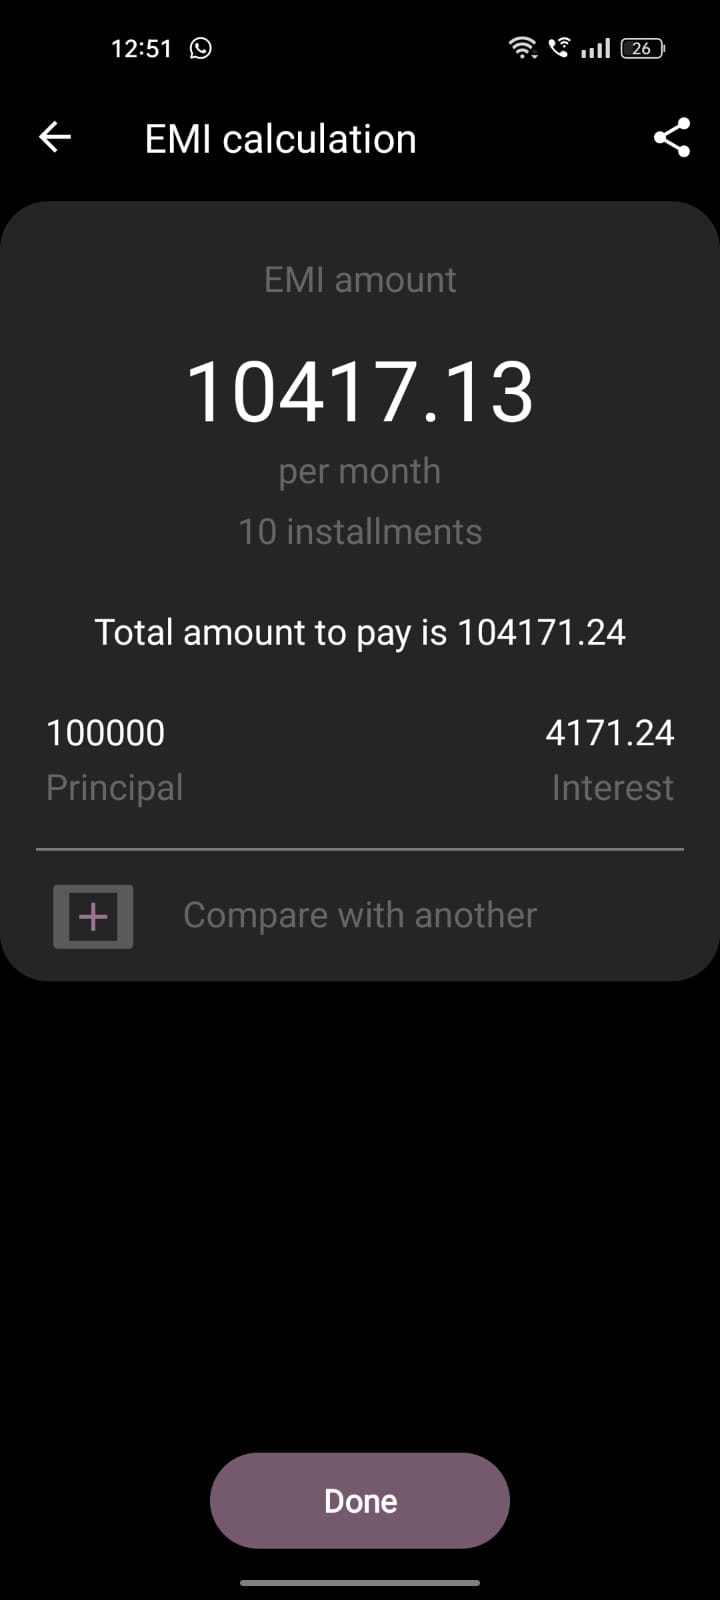 12:51 26
EMI calculation
EMI amount
10417.13
per month
10 installments
Total amount to pay is 104171.24
100000 4171.24
Principal Interest
Compare with another
Done